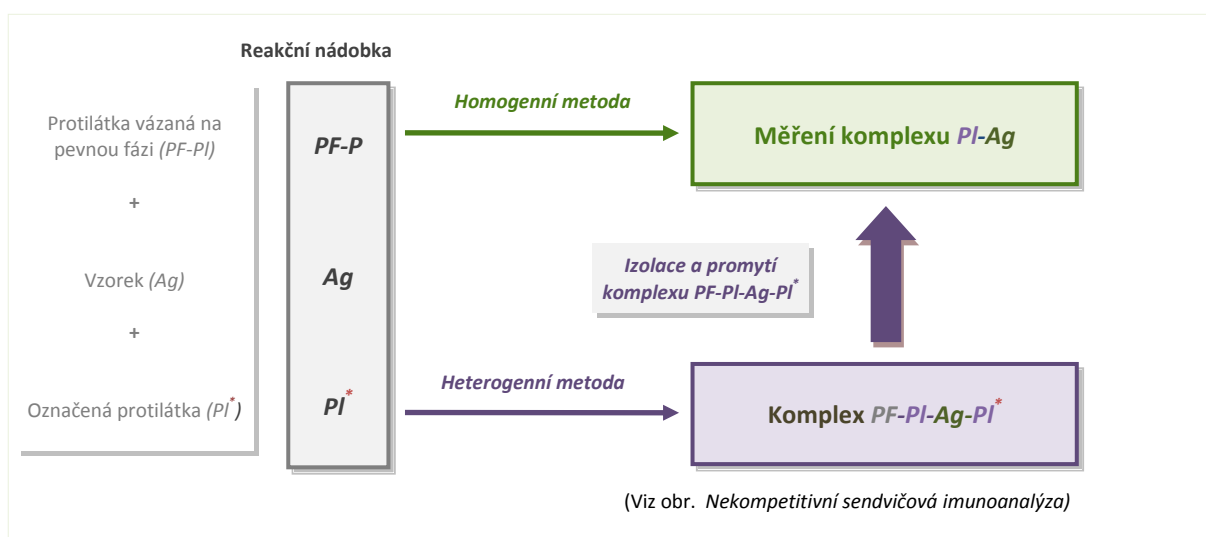 Reakční nádobka
Protilátka vázaná na
pevnou fázi (PF-Pl)
+
Vzorek (Ag)
+
Označená protilátka (Pl*)
PF-P
Ag
Pl*
Homogenní metoda
Měření komplexu Pl-Ag
Izolace a promytí
komplexu PF-Pl-Ag-Pl*
Heterogenní metoda
Komplex PF-Pl-Ag-Pl*
(Viz obr. Nekompetitivní sendvičová imunoanalýza)